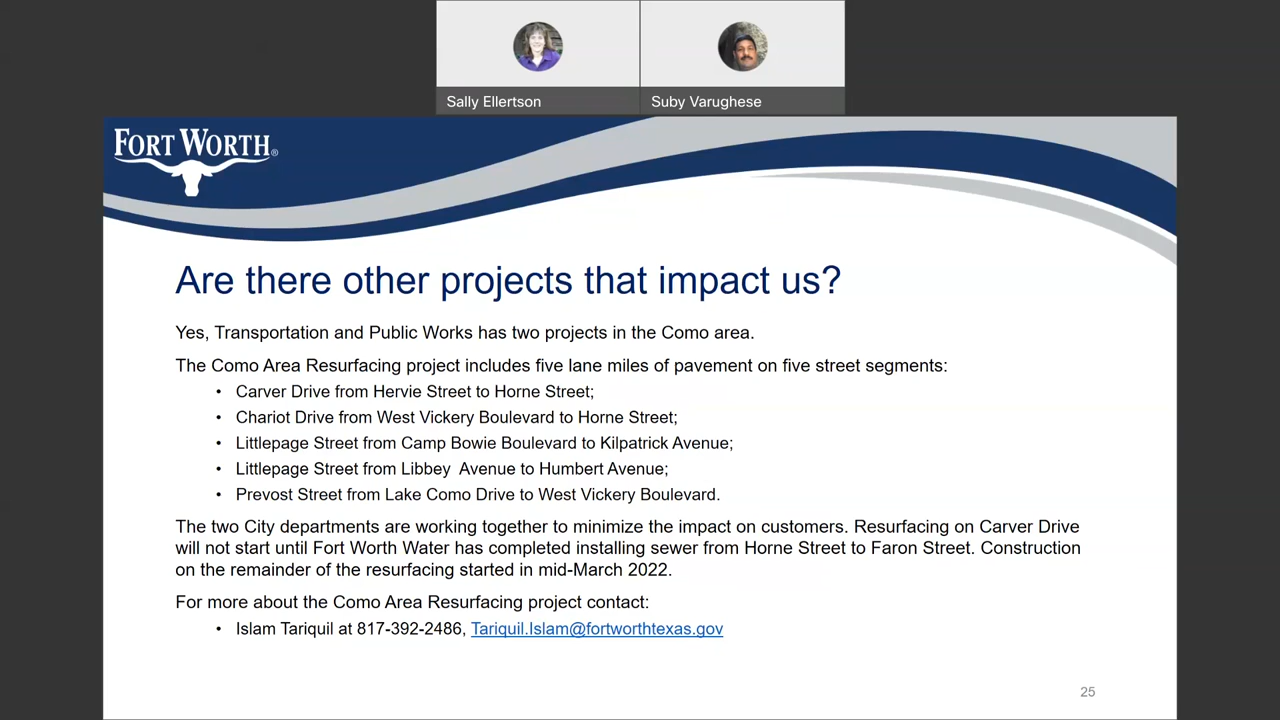 Sally Ellertson
Suby Varughese
FORT WORTH®
Are there other projects that impact us?
Yes, Transportation and Public Works has two projects in the Como area.
The Como Area Resurfacing project includes five lane miles of pavement on five street segments:
• Carver Drive from Hervie Street to Horne Street;
• Chariot Drive from West Vickery Boulevard to Horne Street;
• Littlepage Street from Camp Bowie Boulevard to Kilpatrick Avenue;
• Littlepage Street from Libbey  Avenue to Humbert Avenue;
• Prevost Street from Lake Como Drive to West Vickery Boulevard.
The two City departments are working together to minimize the impact on customers. Resurfacing on Carver Drive
will not start until Fort Worth Water has completed installing sewer from Horne Street to Faron Street. Construction
on the remainder of the resurfacing started in mid-March 2022.
For more about the Como Area Resurfacing project contact:
• Islam Tariquil at 817-392-2486, Tariquil.Islam@fortworthtexas.gov
25